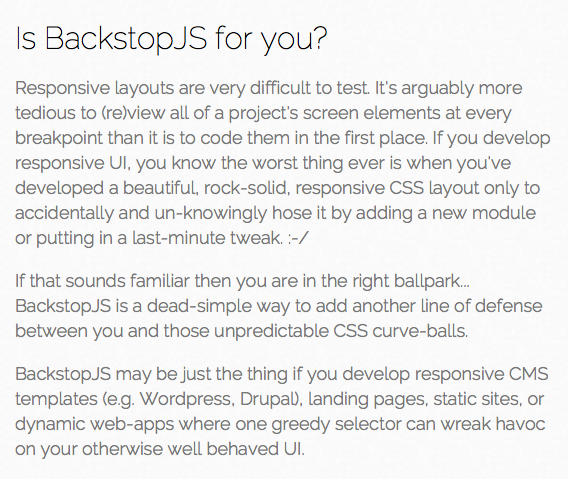 Is BackstopJS for you?
Responsive layouts are very difficult to test. It's arguably more
tedious to (re)view all of a project's screen elements at every
breakpoint than it is to code them in the first place. If you develop
responsive UI, you know the worst thing ever is when you've
developed a beautiful, rock-solid, responsive CSS layout only to
accidentally and un-knowingly hose it by adding a new module
or putting in a last-minute tweak. :-/
If that sounds familiar then you are in the right ballpark...
BackstopJS is a dead-simple way to add another line of defense
between you and those unpredictable CSS curve-balls.
BackstopJS may be just the thing if you develop responsive CMS
templates (e.g. Wordpress, Drupal), landing pages, static sites, or
dynamic web-apps where one greedy selector can wreak havoc
on your otherwise well behaved UI.